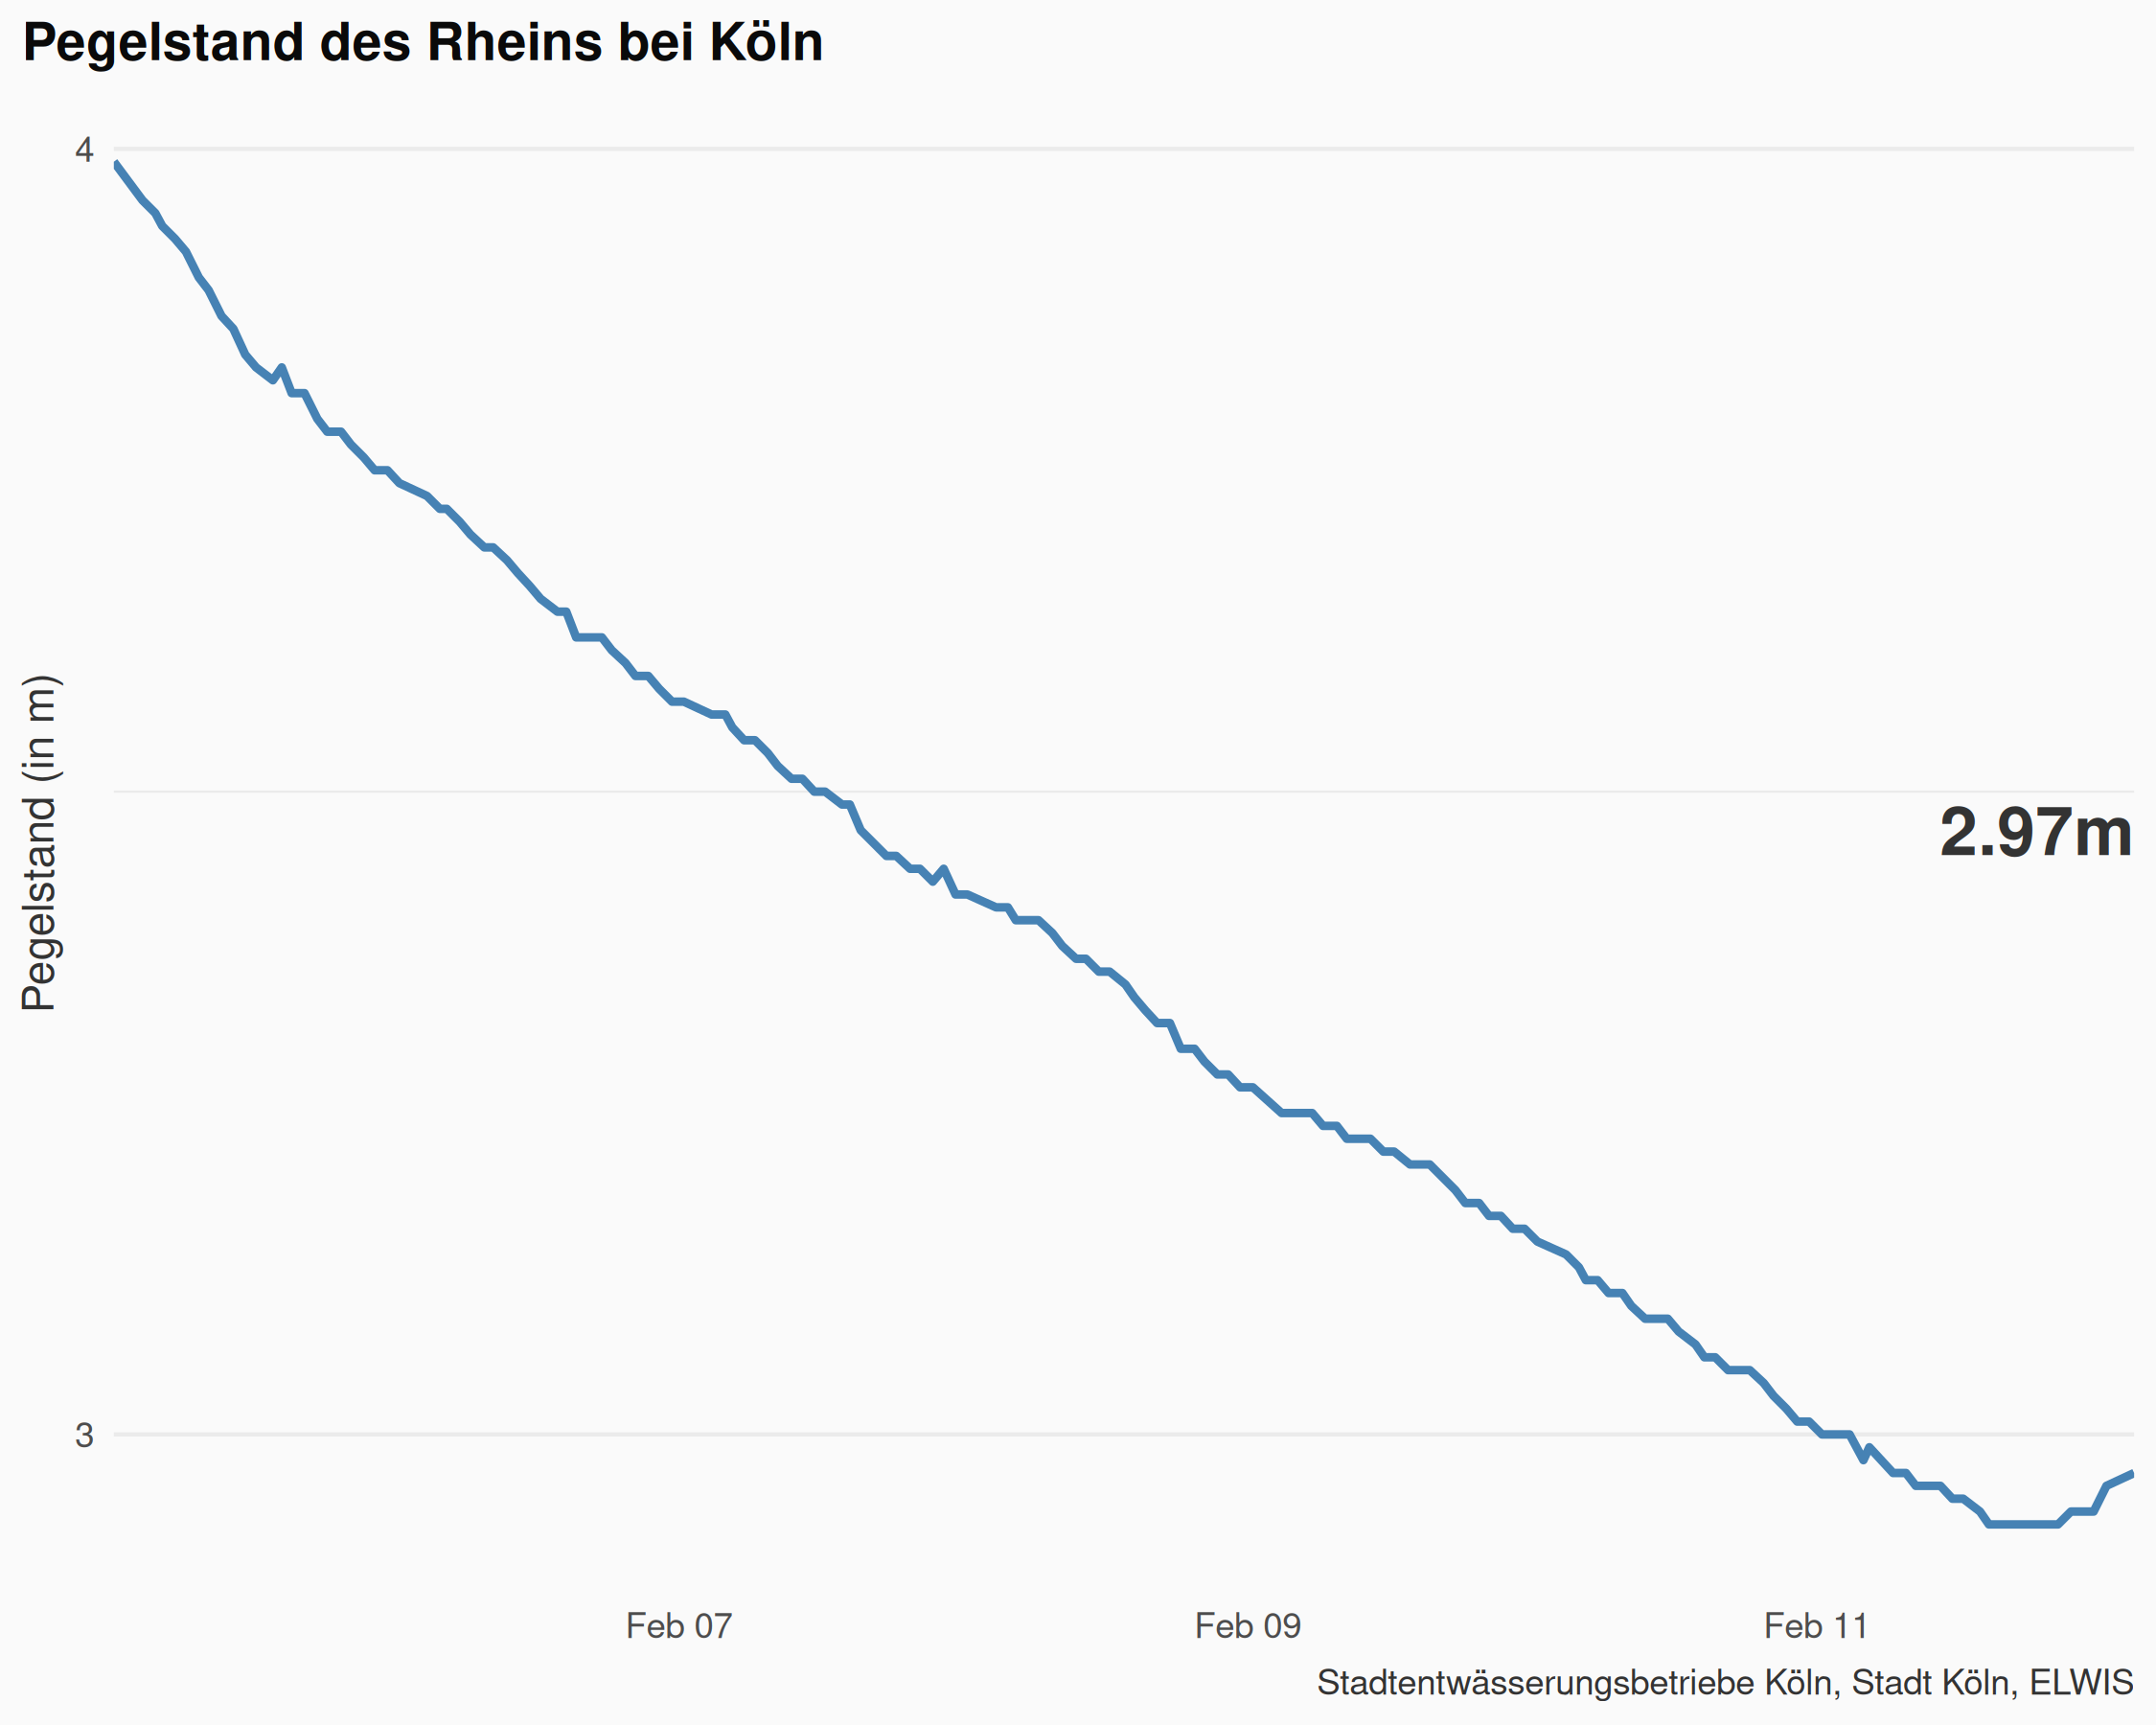 Pegelstand des Rheins bei Köln
4
Pegelstand (in m)
2.97m
3
Feb 07
Feb 09
Feb 11
Stadtentwässerungsbetriebe Köln, Stadt Köln, ELWIS